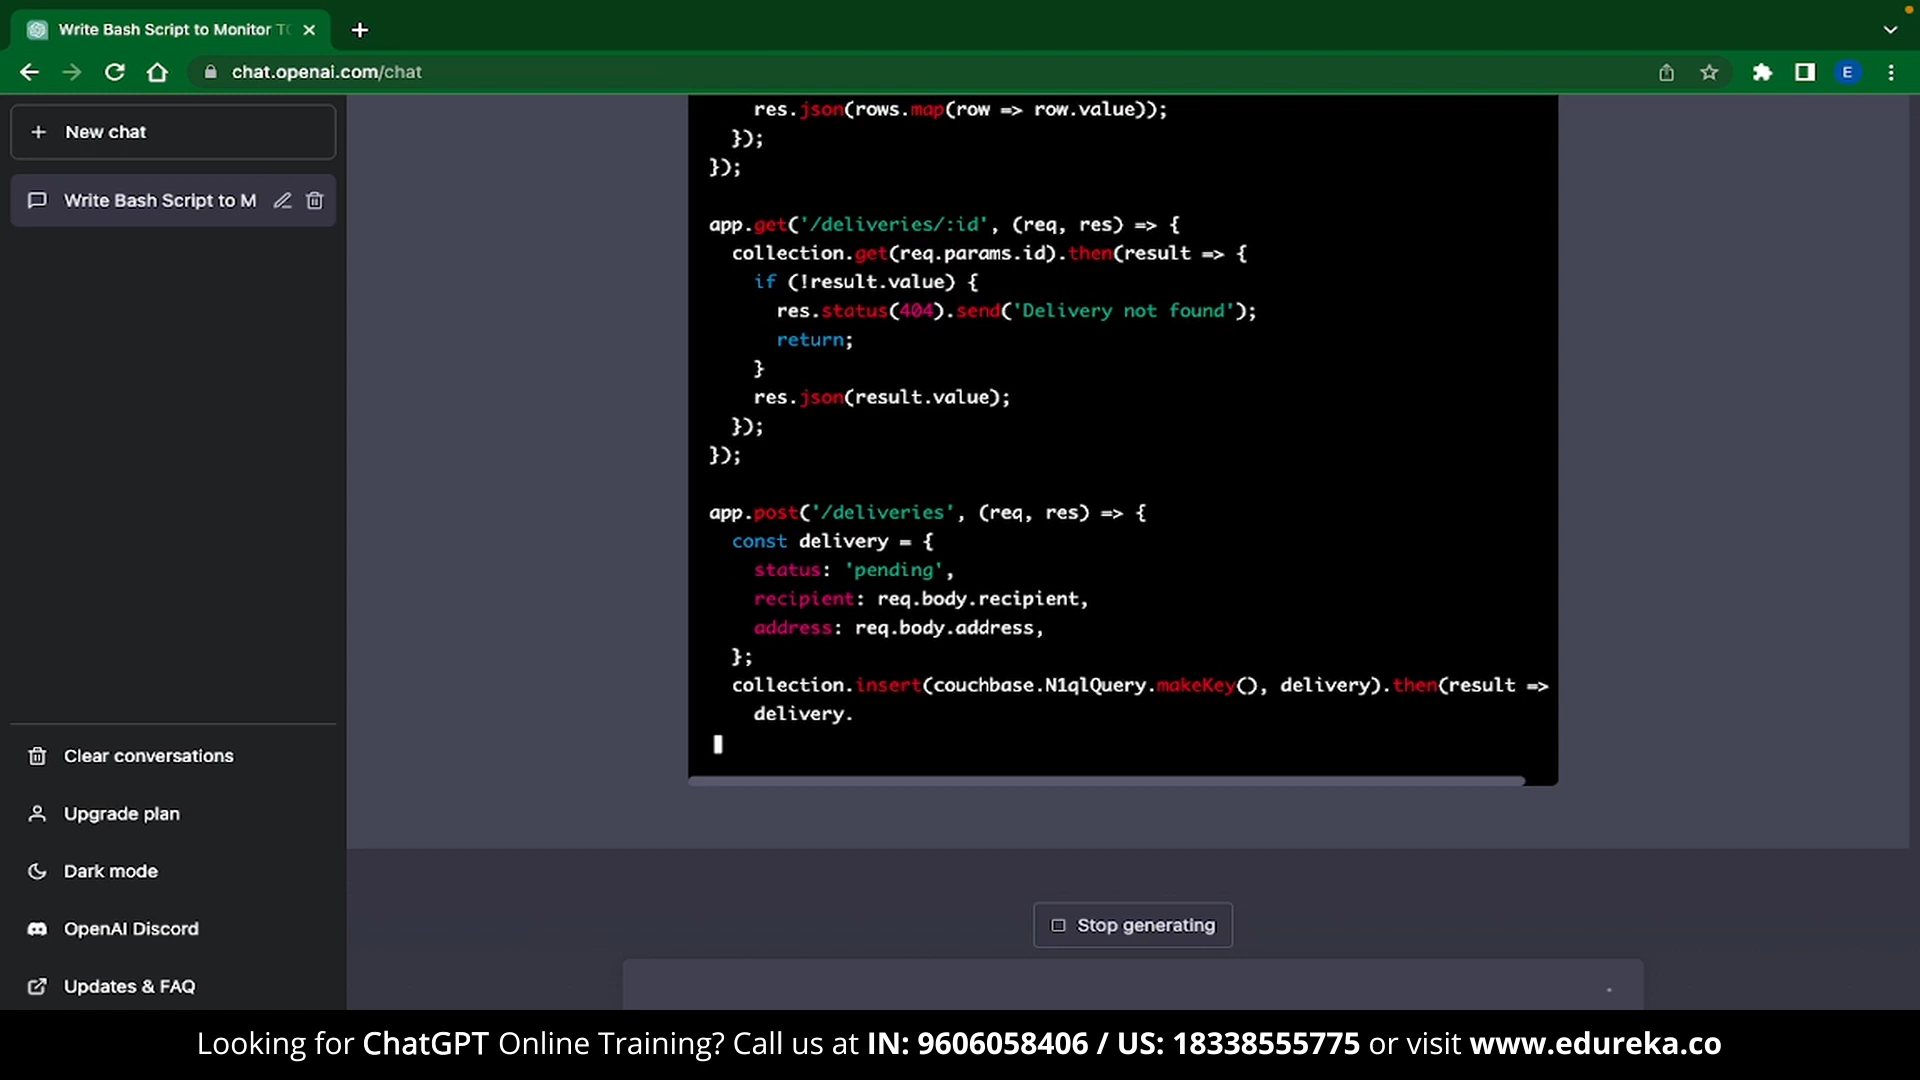 Write Bash Script to Monitor TC
chat.openai.com/chat
E
New chat
Write Bash Script to M
res.json(rows.map(row => row.value));
});
});
app.get('/deliveries/:id', (req, res) => {
collection.get(req.params.id).then(result => {
if (!result.value) {
res.status(404).send('Delivery not found');
return;
}
res.json(result.value);
});
});
app.post('/deliveries', (req, res) => {
const delivery = {
status: 'pending',
recipient: req.body.recipient,
address: req.body.address,
};
collection.insert(couchbase.N1qlQuery.makeKey(), delivery).then(result =>
delivery.
Clear conversations
Upgrade plan
Dark mode
OpenAI Discord
Updates & FAQ
Stop generating
Looking for ChatGPT Online Training? Call us at IN: 9606058406 / US: 18338555775 or visit www.edureka.co